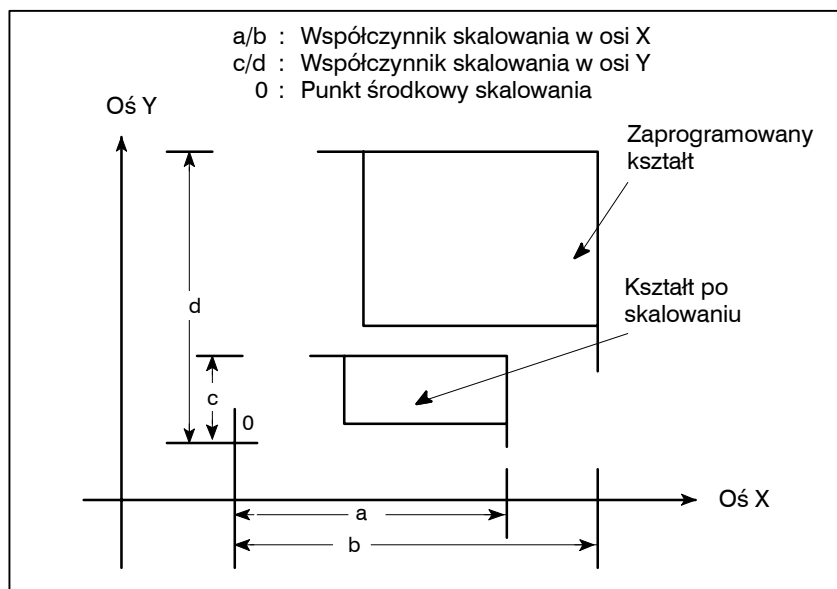 a/b : Współczynnik skalowania w osi X
c/d : Współczynnik skalowania w osi Y
0 : Punkt środkowy skalowania
Oś Y
Zaprogramowany
kształt
d
Kształt po
skalowaniu
c
0
Oś X
a
b